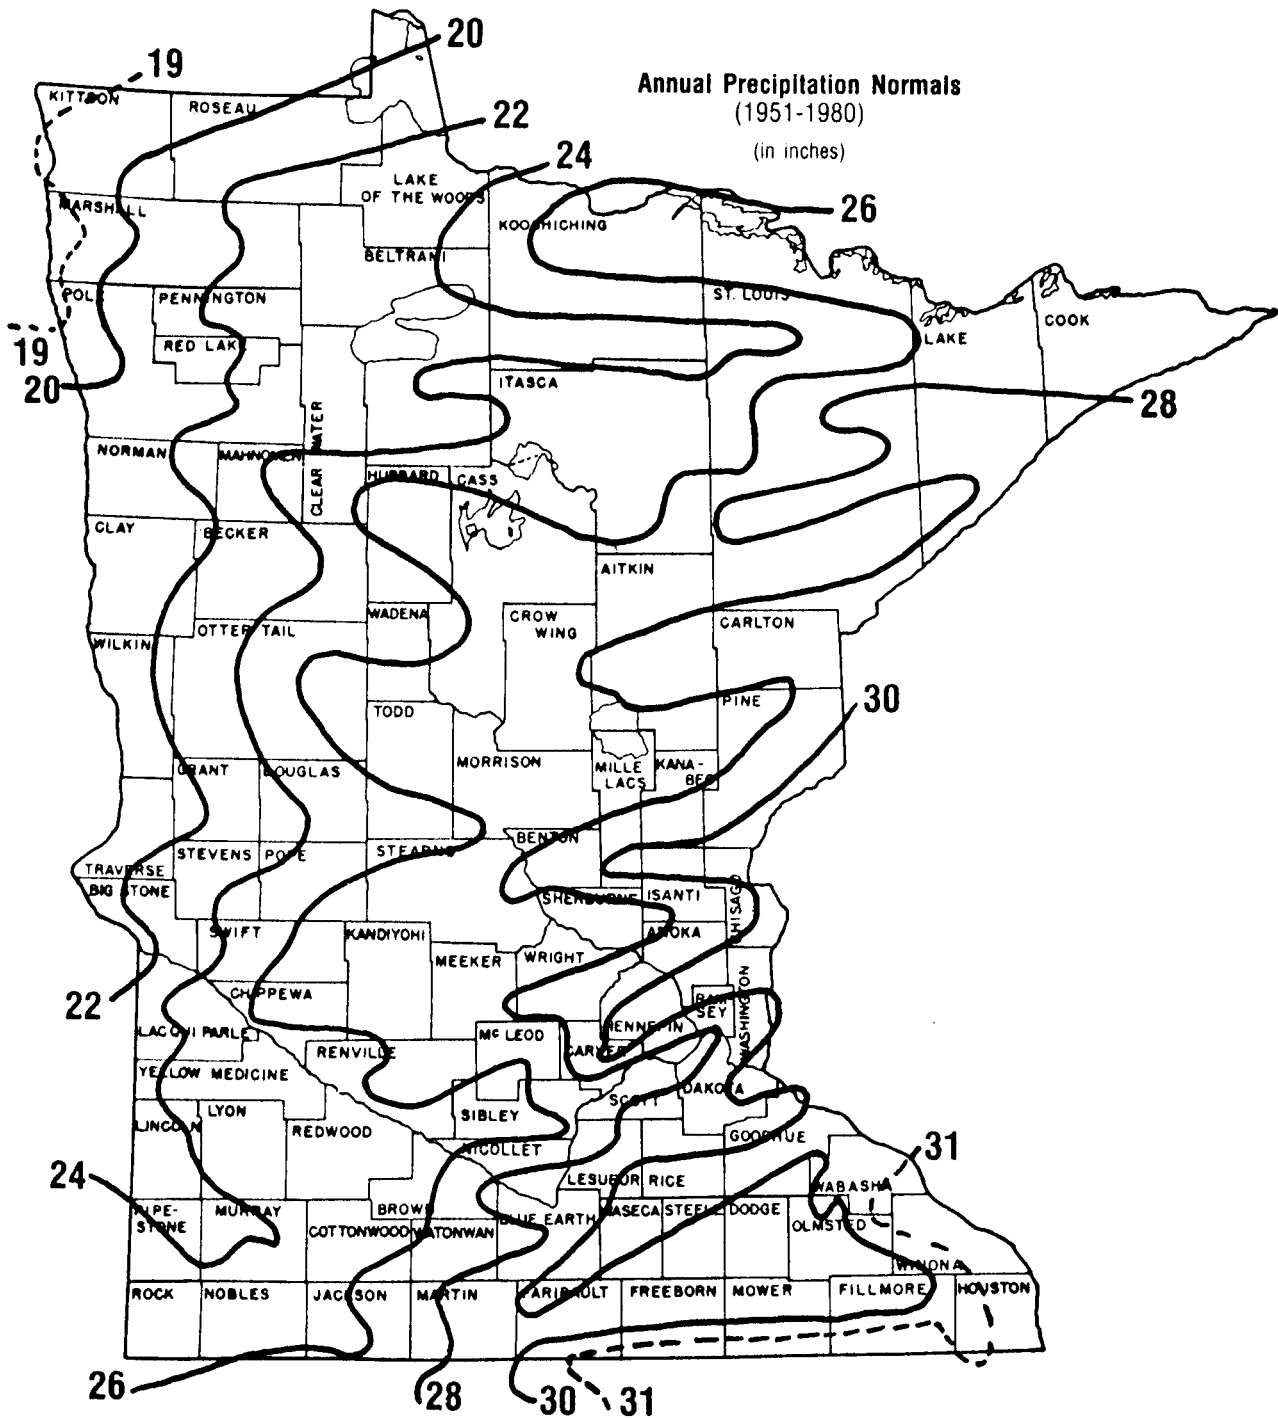 Annual Precipitation Normals
(1951-1980)
(in inches)
20
19
KITTSON
ROSEAU
22
24
LAKE
OF THE WOODS
26
MARSHALL
KOOCHICHING
BELTRAMI
POLK
PENNINGTON
ST. LOUIS
COOK
19
RED LAKE
LAKE
20
ITASCA
28
NORMAN
MAHNOMEN
CLEAR WATER
HUBBARD
CASS
CLAY
BECKER
AITKIN
WADENA
CROW
WING
CARLTON
WILKIN
OTTER TAIL
TODD
PINE
30
GRANT
DOUGLAS
MORRISON
MILLE
LACS
KANA-
BEC
BENTON
STEVENS
POPE
STEARNS
TRAVERSE
BIG STONE
SHERBURNE
ISANTI
CHISAGO
SWIFT
KANDIYOHI
ANOKA
MEEKER
WRIGHT
22
CHIPPEWA
RAM-
SEY
WASHINGTON
LAC QUI PARLE
Mc LEOD
HENNEPIN
RENVILLE
CARVER
YELLOW MEDICINE
DAKOTA
SCOTT
LYON
SIBLEY
LINCOLN
REDWOOD
GOODHUE
NICOLLET
31
24
LESUEUR
RICE
WABASHA
PIPE-
STONE
MURRAY
BROWN
WASECA
STEELE
DODGE
COTTONWOOD
WATONWAN
BLUE EARTH
OLMSTED
WINONA
ROCK
NOBLES
JACKSON
MARTIN
FARIBAULT
FREEBORN
MOWER
FILLMORE
HOUSTON
26
28
30
31